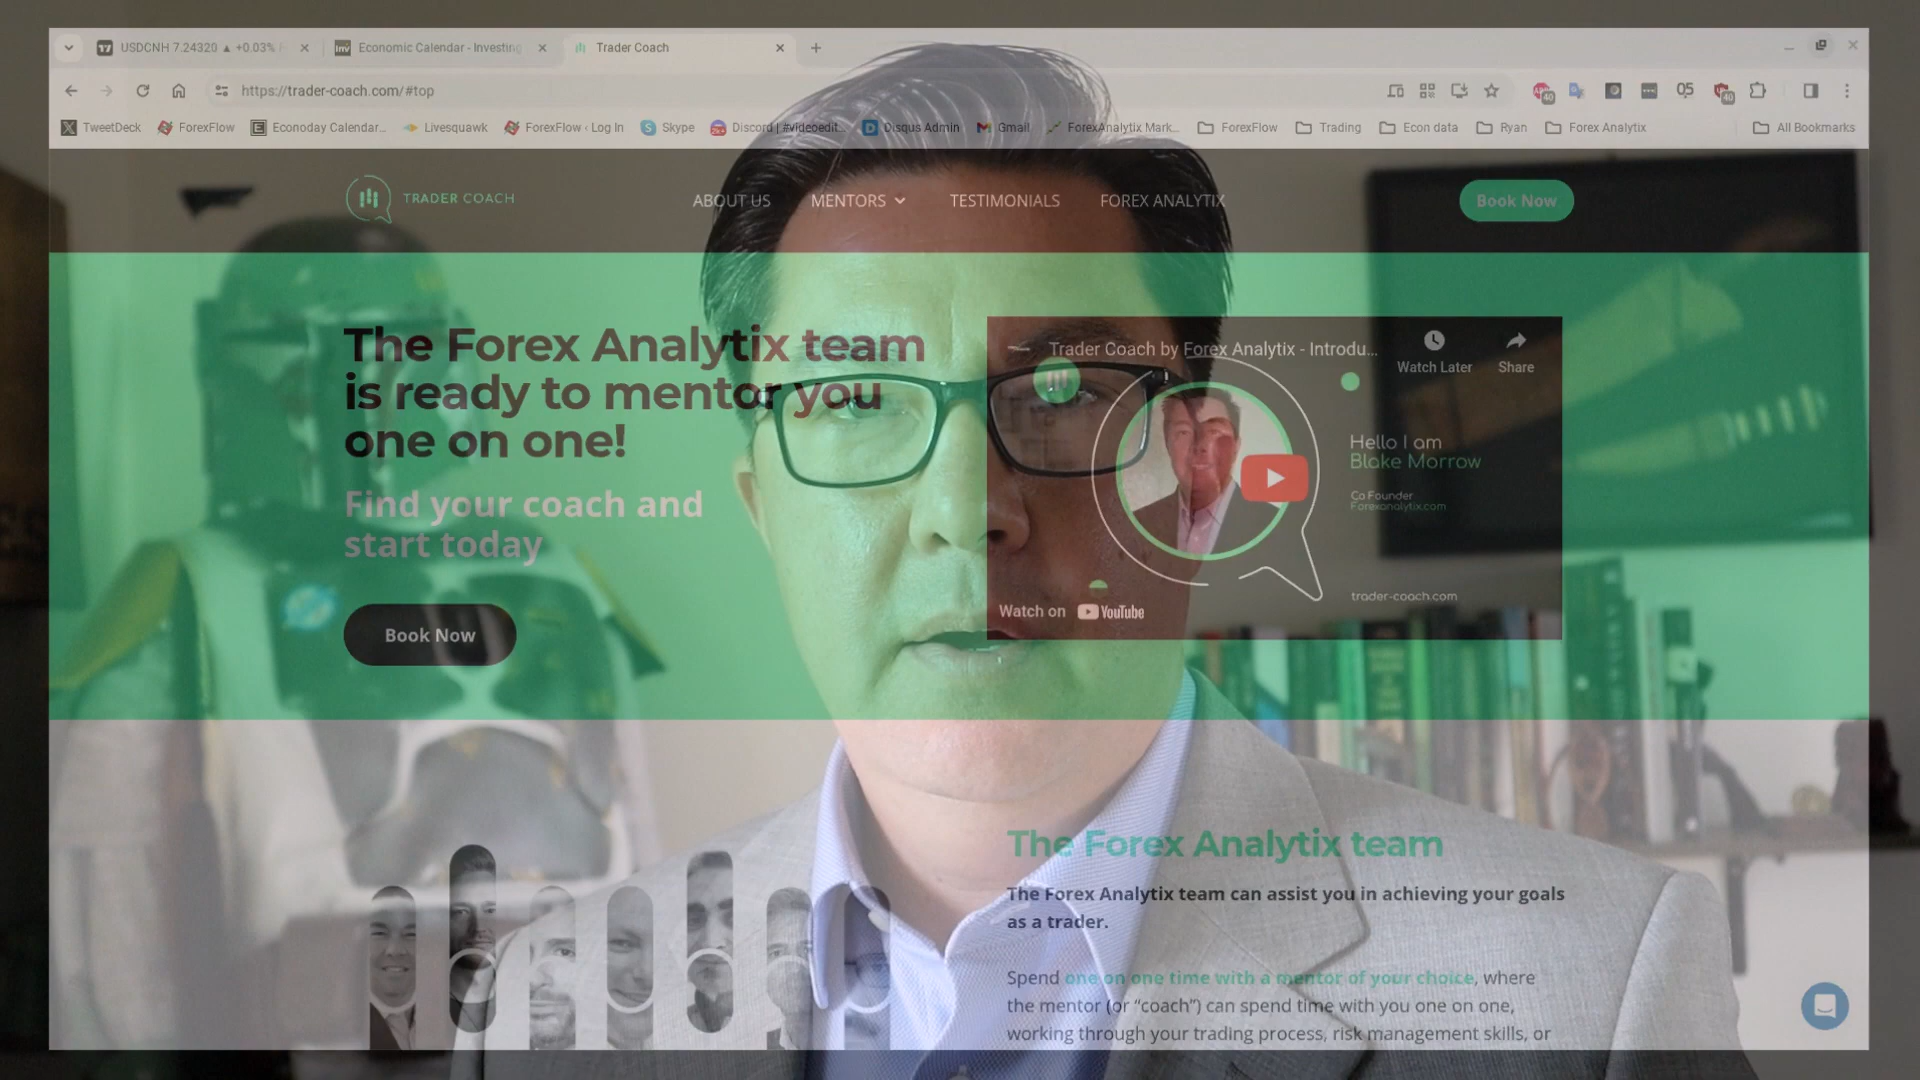 USDCNH 7.24320 ▲ +0.03%
Economic Calendar - Investing
Trader Coach
https://trader-coach.com/#top
40
05
40
TweetDeck
ForexFlow
Econoday Calendar...
Livesquawk
ForexFlow ‹ Log In
Skype
Discord | #videoedit...
Disqus Admin
Gmail
ForexAnalytix Mark...
ForexFlow
Trading
Econ data
Ryan
Forex Analytix
All Bookmarks
TRADER COACH
ABOUT US
MENTORS
TESTIMONIALS
FOREX ANALYTIX
Book Now
The Forex Analytix team
is ready to mentor you
one on one!
Find your coach and
start today
Book Now
Trader Coach by Forex Analytix - Introdu...
Watch Later
Share
Hello I am
Blake Morrow
Co Founder
Forexanalytix.com
trader-coach.com
Watch on YouTube
The Forex Analytix team
The Forex Analytix team can assist you in achieving your goals
as a trader.
Spend one on one time with a mentor of your choice, where
the mentor (or “coach”) can spend time with you one on one,
working through your trading process, risk management skills, or